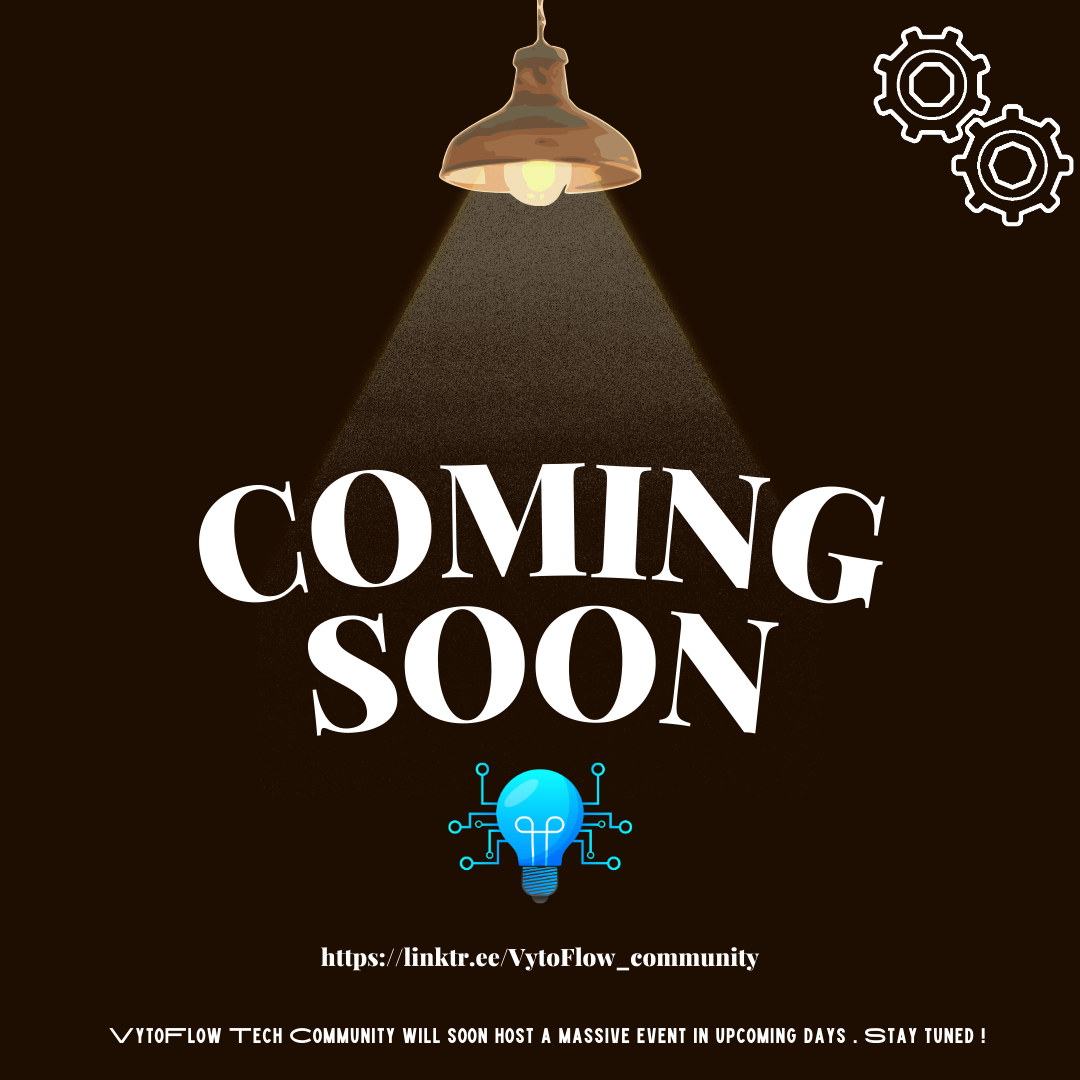 COMING
SOON
https://linktr.ee/VytoFlow_community
VytoFlow Tech Community will soon host a massive event in upcoming days . Stay tuned !